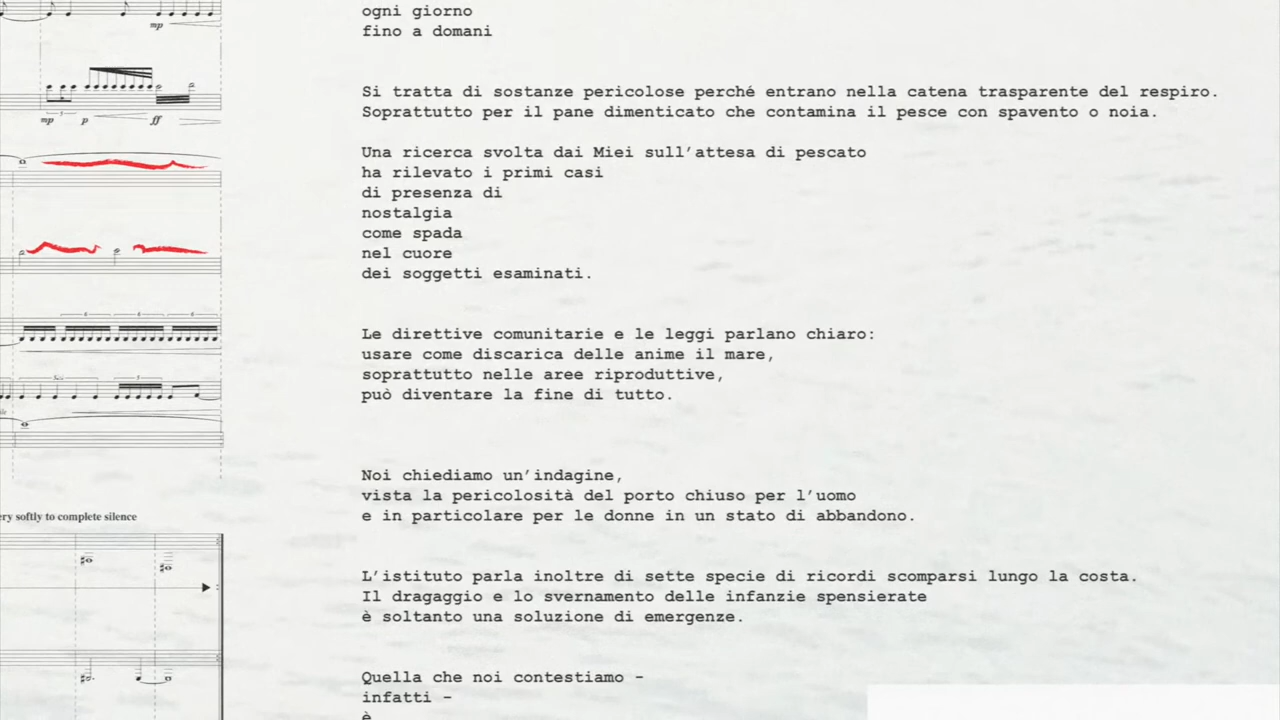 mp
ogni giorno
fino a domani
mp p ff
Si tratta di sostanze pericolose perché entrano nella catena trasparente del respiro.
Soprattutto per il pane dimenticato che contamina il pesce con spavento o noia.
Una ricerca svolta dai Miei sull'attesa di pescato
ha rilevato i primi casi
di presenza di
nostalgia
come spada
nel cuore
dei soggetti esaminati.
Le direttive comunitarie e le leggi parlano chiaro:
usare come discarica delle anime il mare,
soprattutto nelle aree riproduttive,
può diventare la fine di tutto.
Noi chiediamo un'indagine,
vista la pericolosità del porto chiuso per l'uomo
e in particolare per le donne in un stato di abbandono.
ery softly to complete silence
L'istituto parla inoltre di sette specie di ricordi scomparsi lungo la costa.
Il dragaggio e lo svernamento delle infanzie spensierate
è soltanto una soluzione di emergenze.
Quella che noi contestiamo -
infatti -
è